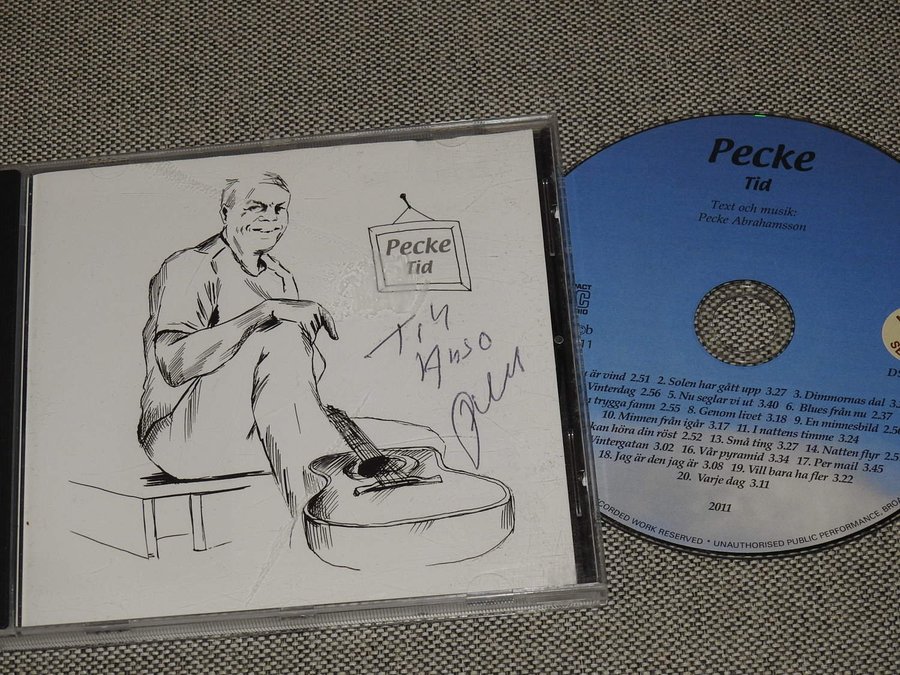 Pecke
Tid
Till
Pecke
Tid
Text och musik:
Pecke Abrahamsson
är vind 2.51 2. Solen har gått upp 3.27 3. Dimmornas dal
Vinterdag 2.56 5. Nu seglar vi ut 3.40 6. Blues från nu 2.37
trygga famn 2.55 8. Genom livet 3.18 9. En minnesbild
10. Minnen från igår 3.17 11. I nattens timme 3.24
kan höra din röst 2.52 13. Små ting 3.27 14. Natten flyr
Vintergatan 3.02 16. Vår pyramid 3.34 17. Per mail 3.45
18. Jag är den jag är 3.08 19. Vill bara ha fler 3.22
20. Varje dag 3.11
2011
WORK RESERVED • UNAUTHORISED PUBLIC PERFORMANCE,